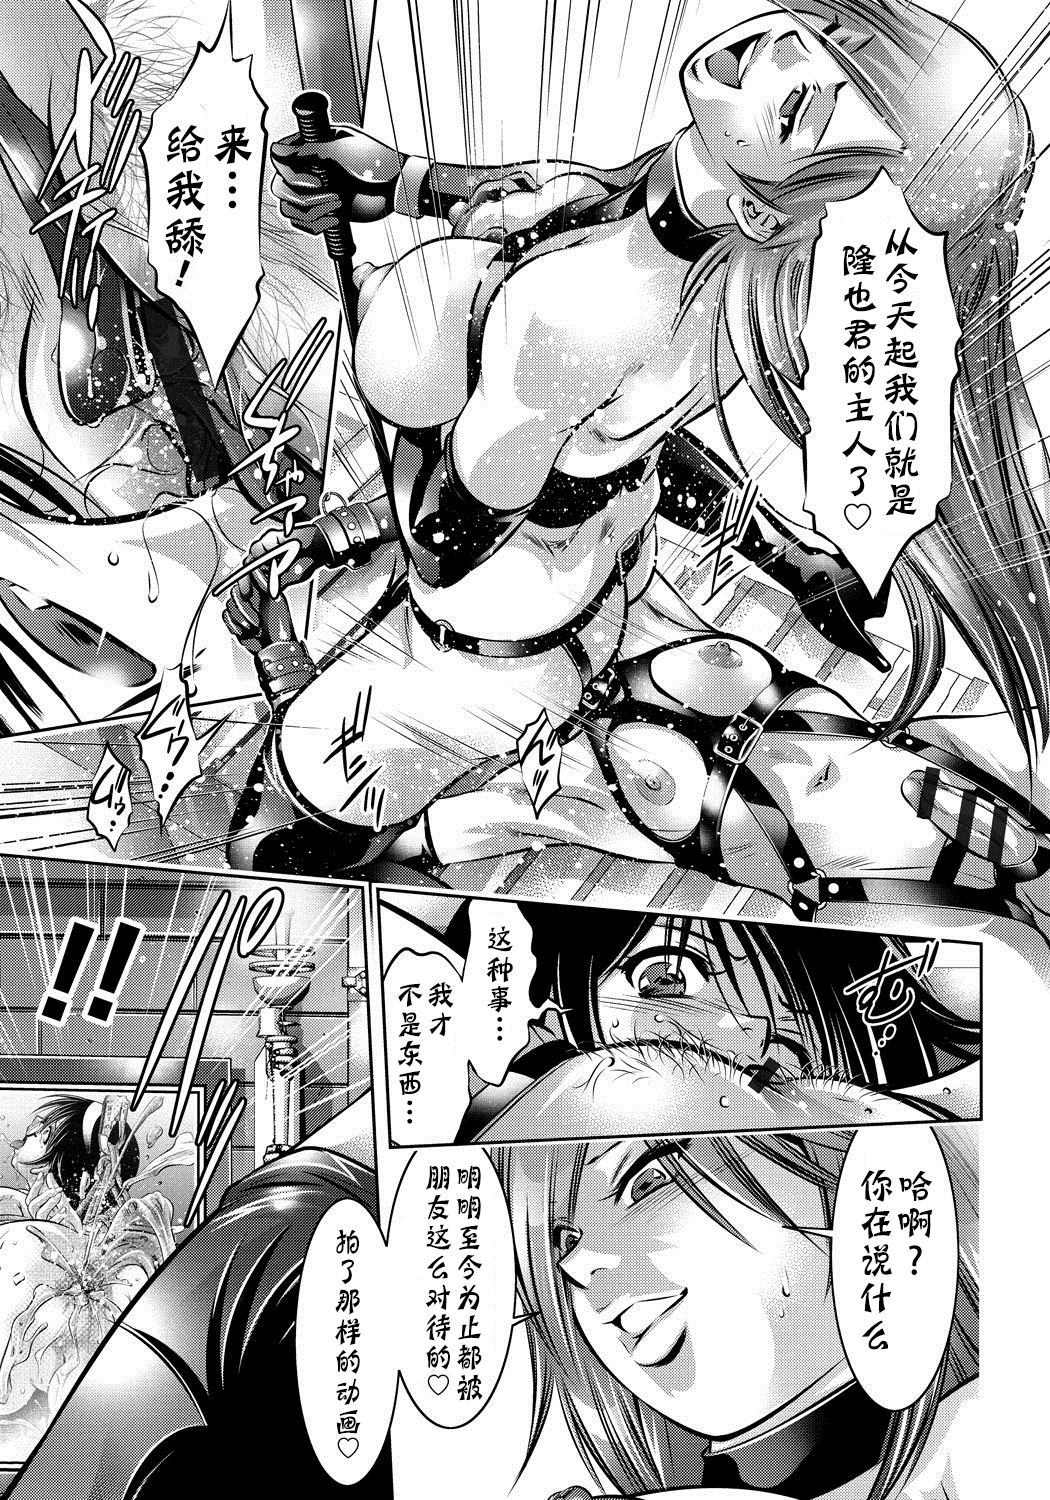 从今天起我们就是
隆也君的主人了♡
来…
给我舔！
这种事…
我才
不是东西…
哈啊？
你在说什么
明明至今为止都被
朋友这么对待的♡
拍了那样的动画♡
!!